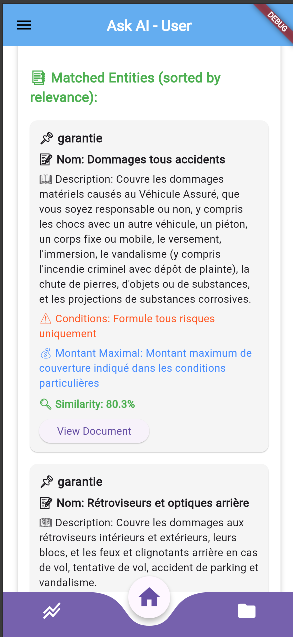 Ask AI - User
DEBUG
Matched Entities (sorted by
relevance):
garantie
Nom: Dommages tous accidents
Description: Couvre les dommages
matériels causés au Véhicule Assuré, que
vous soyez responsable ou non, y compris
les chocs avec un autre véhicule, un piéton,
un corps fixe ou mobile, le versement,
l'immersion, le vandalisme (y compris
l'incendie criminel avec dépôt de plainte), la
chute de pierres, d'objets ou de substances,
et les projections de substances corrosives.
Conditions: Formule tous risques
uniquement
Montant Maximal: Montant maximum de
couverture indiqué dans les conditions
particulières
Similarity: 80.3%
View Document
garantie
Nom: Rétroviseurs et optiques arrière
Description: Couvre les dommages aux
rétroviseurs intérieurs et extérieurs, leurs
blocs, et les feux et clignotants arrière en cas
de vol, tentative de vol, accident de parking et
vandalisme.